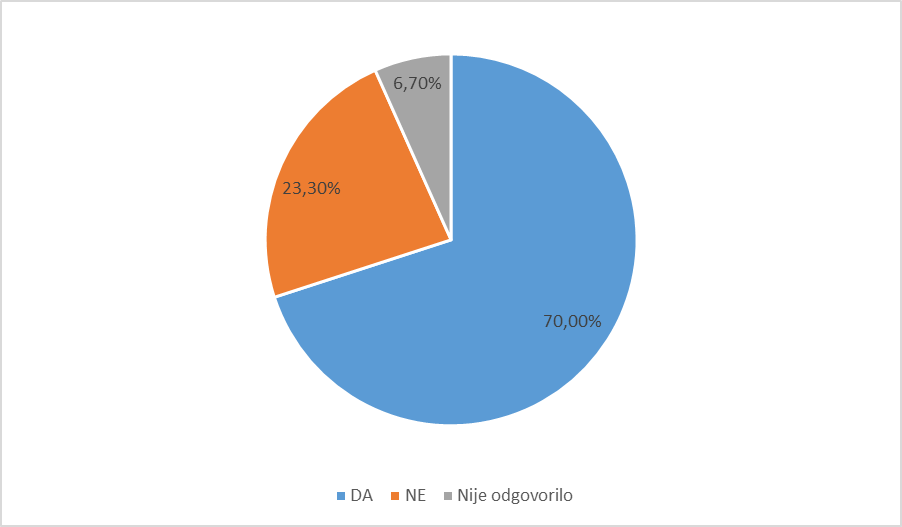 6,70%
23,30%
70,00%
DA NE Nije odgovorilo